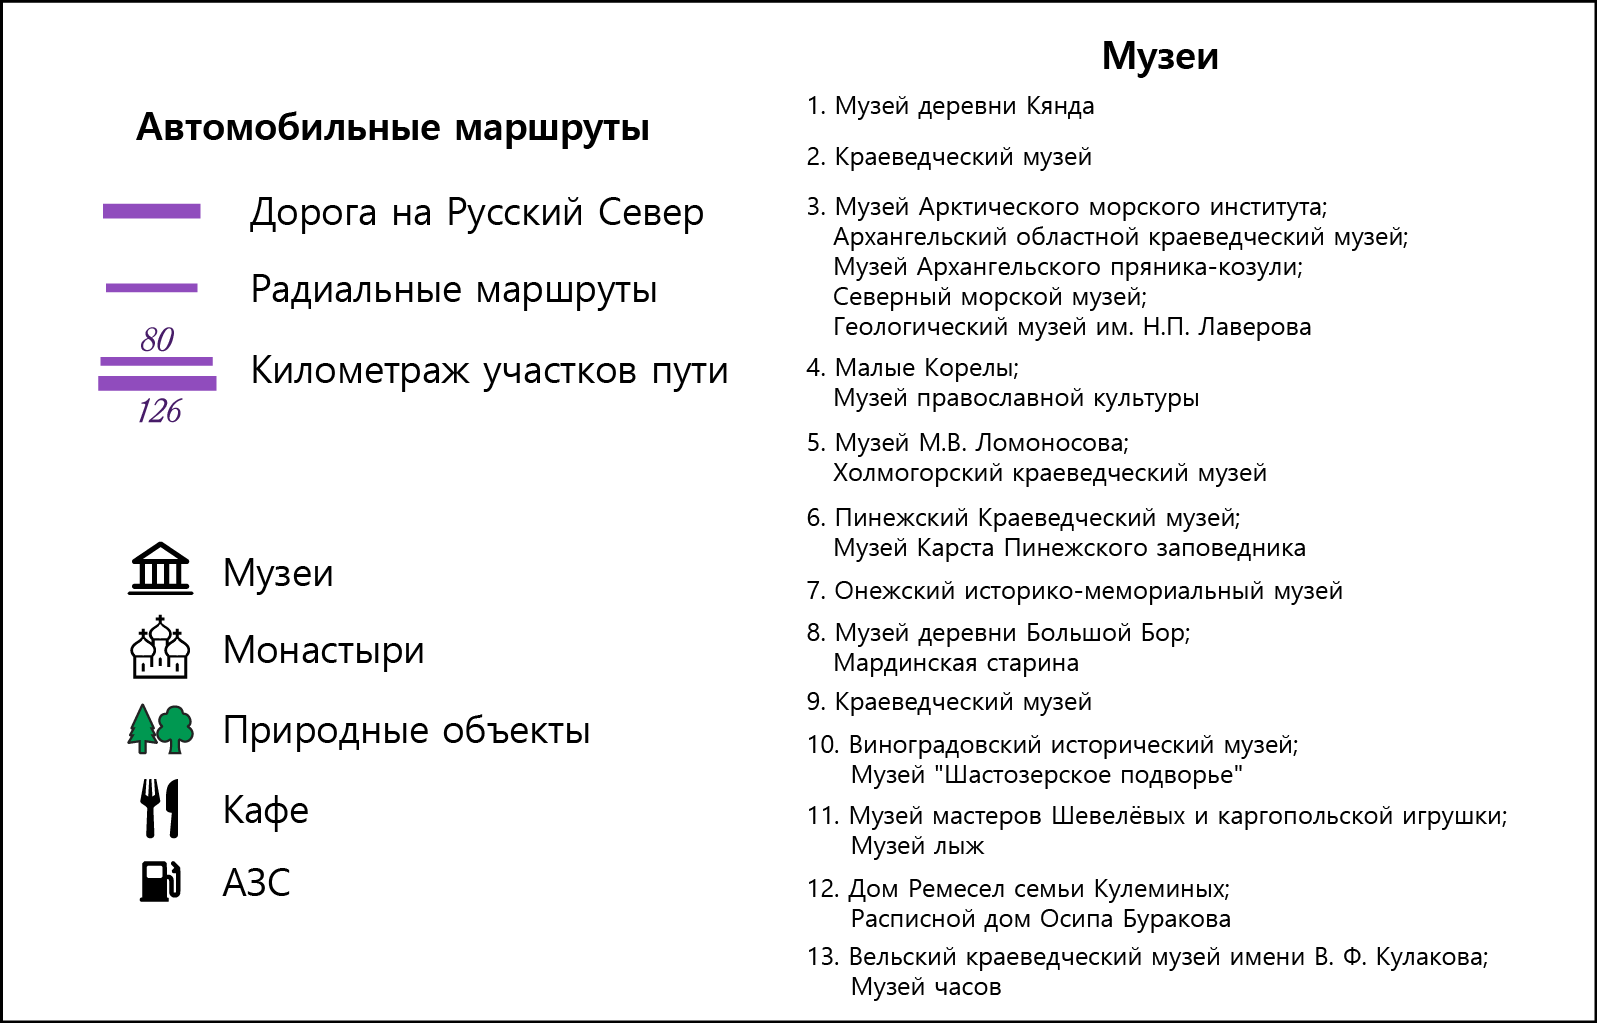 Автомобильные маршруты
Дорога на Русский Север
Радиальные маршруты
80
Километраж участков пути
126
Музеи
Монастыри
Природные объекты
Кафе
АЗС
Музеи
1. Музей деревни Кянда
2. Краеведческий музей
3. Музей Арктического морского института;
Архангельский областной краеведческий музей;
Музей Архангельского пряника-козули;
Северный морской музей;
Геологический музей им. Н.П. Лаверова
4. Малые Корелы;
Музей православной культуры
5. Музей М.В. Ломоносова;
Холмогорский краеведческий музей
6. Пинежский Краеведческий музей;
Музей Карста Пинежского заповедника
7. Онежский историко-мемориальный музей
8. Музей деревни Большой Бор;
Мардинская старина
9. Краеведческий музей
10. Виноградовский исторический музей;
Музей "Шастозерское подворье"
11. Музей мастеров Шевелёвых и каргопольской игрушки;
Музей лыж
12. Дом Ремесел семьи Кулеминых;
Расписной дом Осипа Буракова
13. Вельский краеведческий музей имени В. Ф. Кулакова;
Музей часов